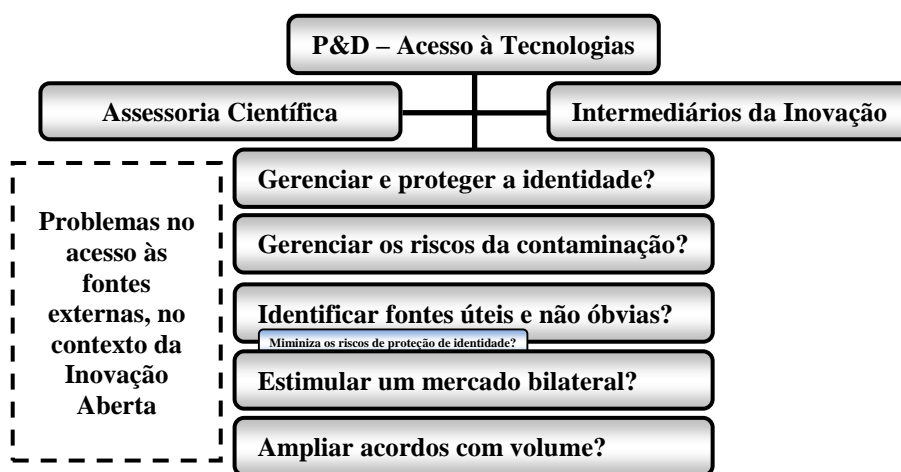 P&D – Acesso à Tecnologias
Assessoria Científica
Intermediários da Inovação
Problemas no
acesso às
fontes
externas, no
contexto da
Inovação
Aberta
Gerenciar e proteger a identidade?
Gerenciar os riscos da contaminação?
Identificar fontes úteis e não óbvias?
Miminiza os riscos de proteção de identidade?
Estimular um mercado bilateral?
Ampliar acordos com volume?